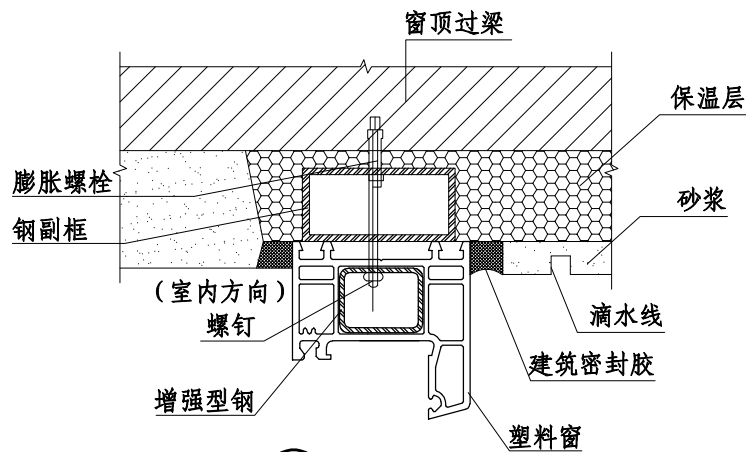 窗顶过梁
保温层
膨胀螺栓
砂浆
钢副框
(室内方向)
滴水线
螺钉
建筑密封胶
增强型钢
塑料窗